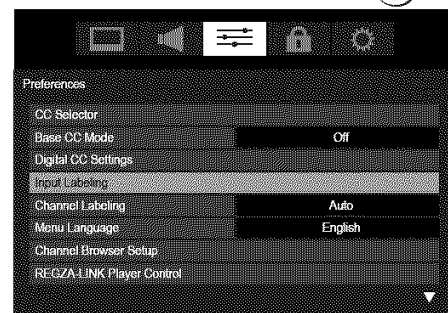 Preferences
CC Selector
Base CC Mode Off
Digital CC Settings
Input Labeling
Channel Labeling Auto
Menu Language English
Channel Browser Setup
REGZA-LINK Player Control